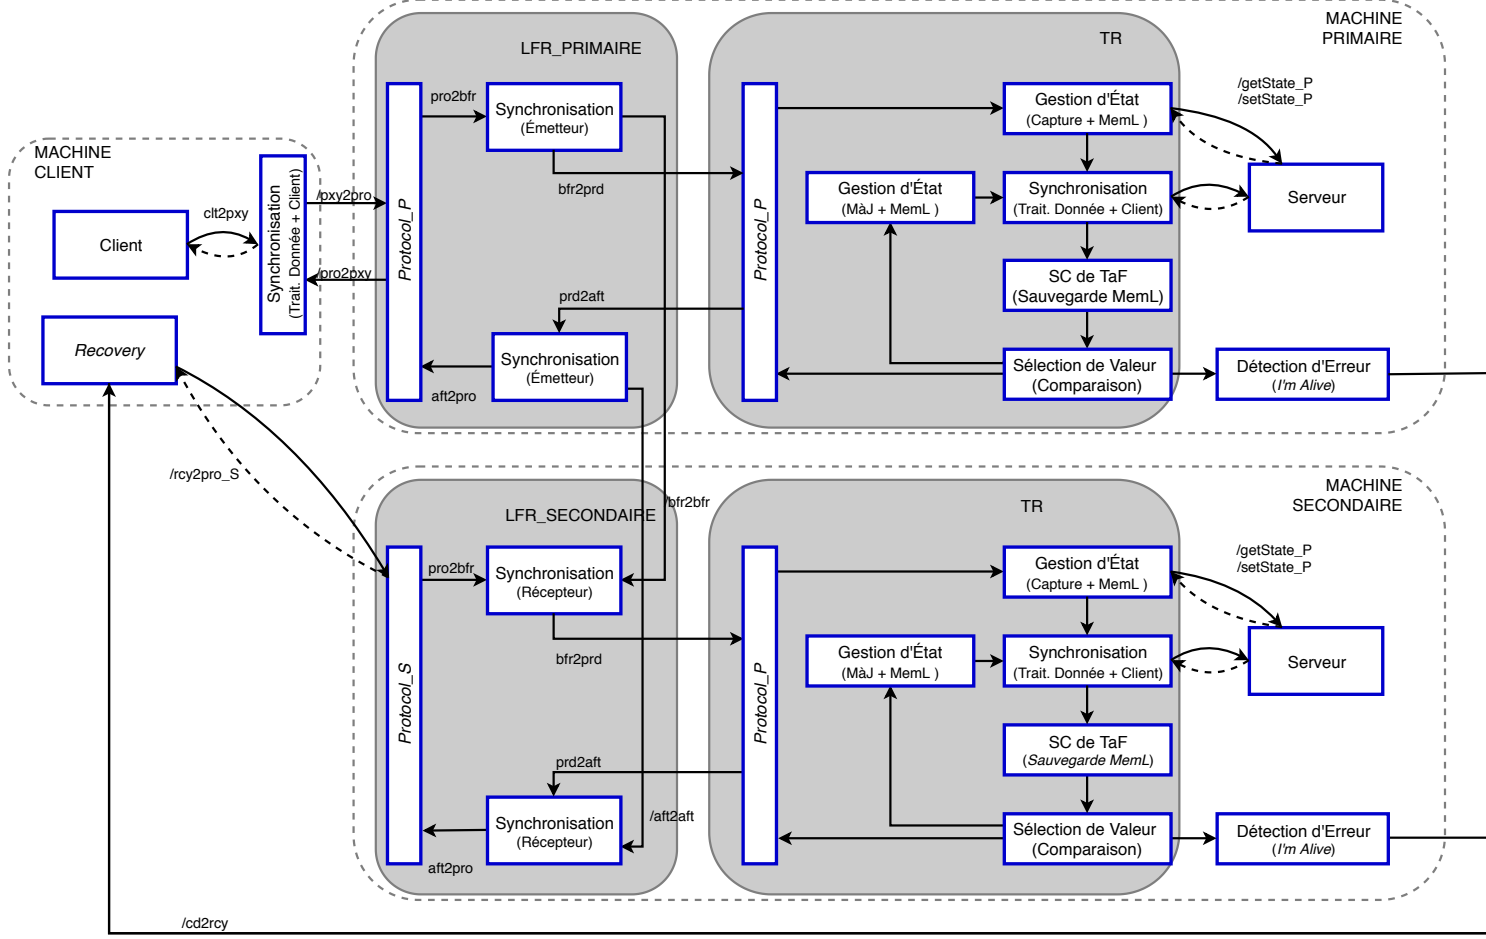 MACHINE
PRIMAIRE
LFR_PRIMAIRE
TR
/getState_P
/setState_P
pro2bfr
Synchronisation
(Émetteur)
Gestion d'État
(Capture + MemL )
MACHINE
CLIENT
Client
clt2pxy
Synchronisation
(Trait. Donnée + Client)
/pxy2pro
/pro2pxy
Protocol_P
bfr2prd
Protocol_P
Gestion d'État
(MàJ + MemL )
Synchronisation
(Trait. Donnée + Client)
Serveur
SC de TaF
(Sauvegarde MemL)
prd2aft
Synchronisation
(Émetteur)
aft2pro
Sélection de Valeur
(Comparaison)
Détection d'Erreur
(I'm Alive)
Recovery
/rcy2pro_S
/bfr2bfr
MACHINE
SECONDAIRE
LFR_SECONDAIRE
TR
/getState_P
/setState_P
pro2bfr
Synchronisation
(Récepteur)
Gestion d'État
(Capture + MemL )
Protocol_S
bfr2prd
Protocol_P
Gestion d'État
(MàJ + MemL )
Synchronisation
(Trait. Donnée + Client)
Serveur
SC de TaF
(Sauvegarde MemL)
prd2aft
Synchronisation
(Récepteur)
/aft2aft
aft2pro
Sélection de Valeur
(Comparaison)
Détection d'Erreur
(I'm Alive)
/cd2rcy